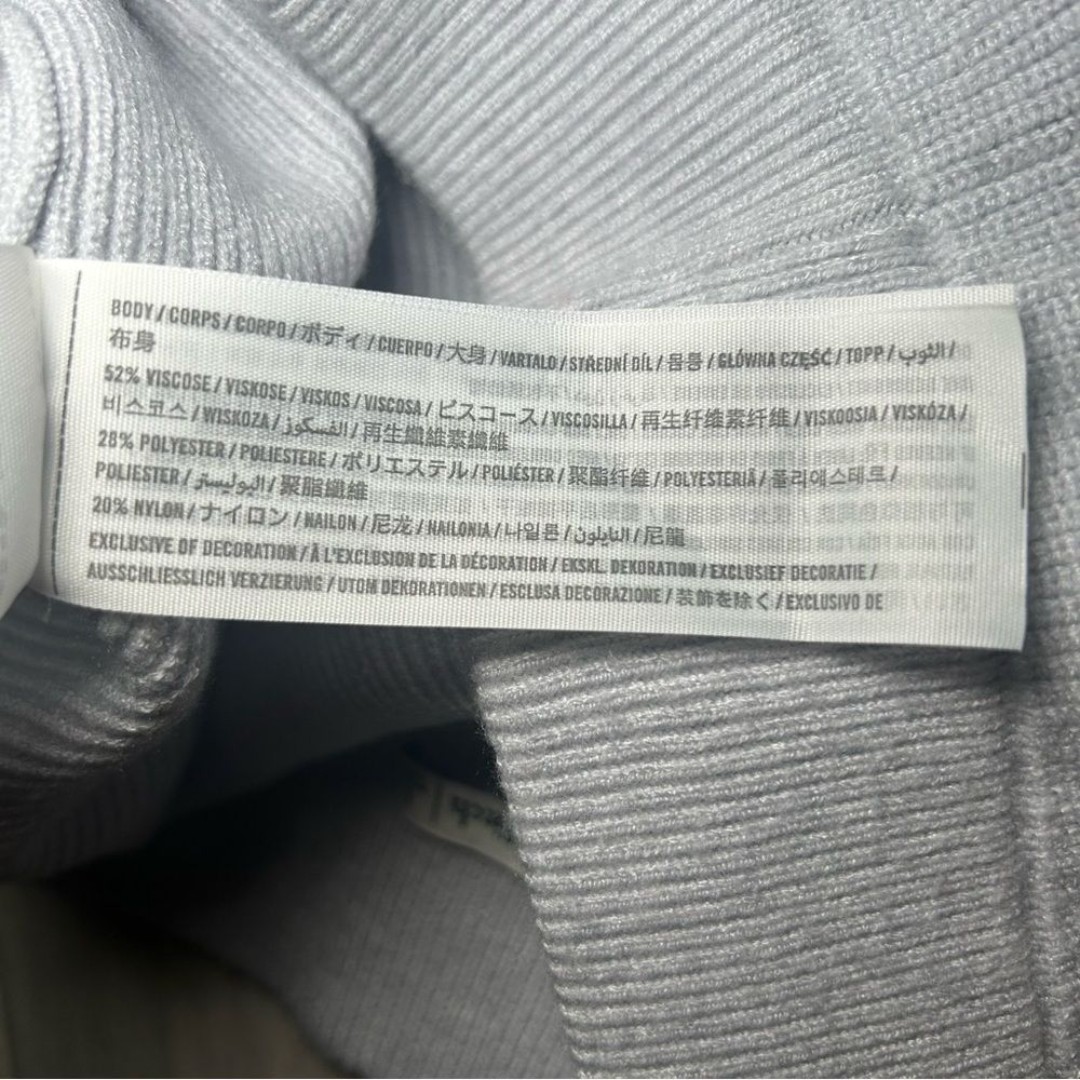 BODY / CORPS / CORPO / ボディ / CUERPO / 大身 / VARTALO / STŘEDNÍ DÍL / 몸통 / GŁÓWNA CZĘŚĆ / TOPP / الثوب /
布身
52% VISCOSE / VISKOSE / VISKOS / VISCOSA / ビスコース / VISCOSILLA / 再生纤维素纤维 / VISKOOSIA / VISKÓZA /
비스코스 / WISKOZA / الفسكوز / 再生纖維素纖維
28% POLYESTER / POLIESTERE / ポリエステル / POLIÉSTER / 聚酯纤维 / POLYESTERIÄ / 폴리에스테르 /
POLIESTER / البوليستر / 聚脂纖維
20% NYLON / ナイロン / NAILON / 尼龙 / NAILONIA / 나일론 / النايلون / 尼龍
EXCLUSIVE OF DECORATION / À L'EXCLUSION DE LA DÉCORATION / EKSKL. DEKORATION / EXCLUSIEF DECORATIE /
AUSSCHLIESSLICH VERZIERUNG / UTOM DEKORATIONEN / ESCLUSA DECORAZIONE / 装飾を除く / EXCLUSIVO DE